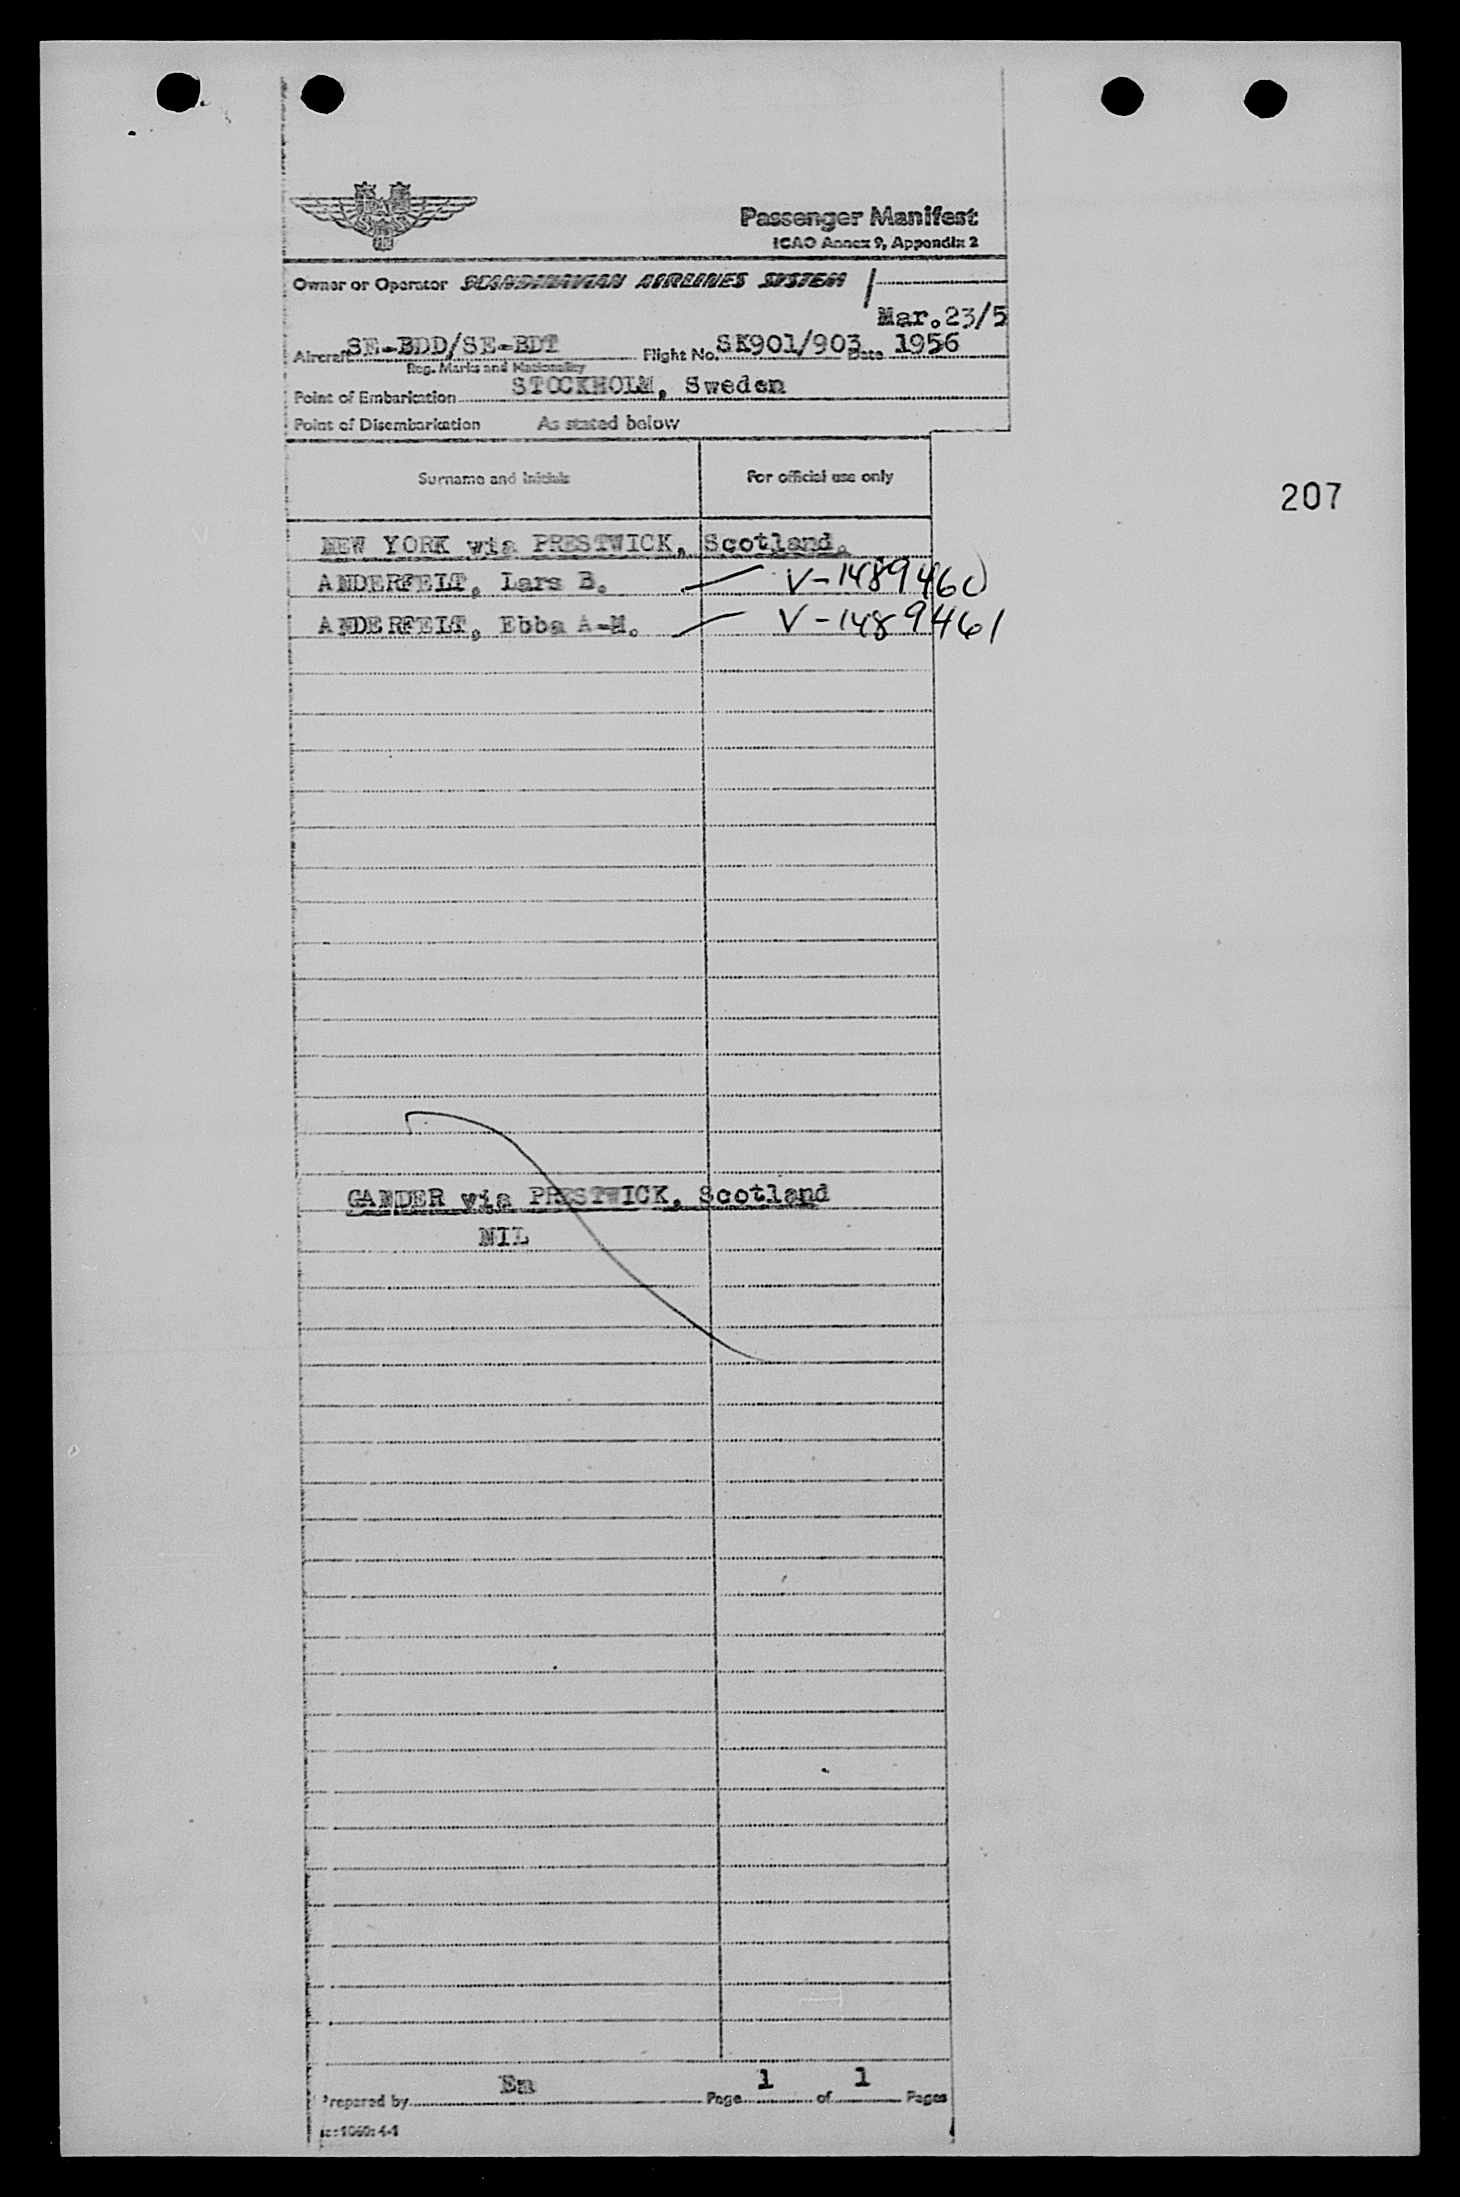 Passenger Manifest
ICAO Annex 9, Appendix 2
Owner or Operator SCANDINAVIAN AIRLINES SYSTEM /
Mar. 23/5
Aircraft SE-BDD/SE-BDT Flight No. SK901/903 Date 1956
Reg. Marks and Nationality
Point of Embarkation STOCKHOLM, Sweden
Point of Disembarkation As stated below
Surname and Initials For official use only
207
NEW YORK via PRESTWICK, Scotland.
ANDERFELT, Lars B. V-1489460
ANDERFELT, Ebba A-M. V-1489461
GANDER via PRESTWICK, Scotland
NIL
Prepared by Em Page 1 of 1 Pages